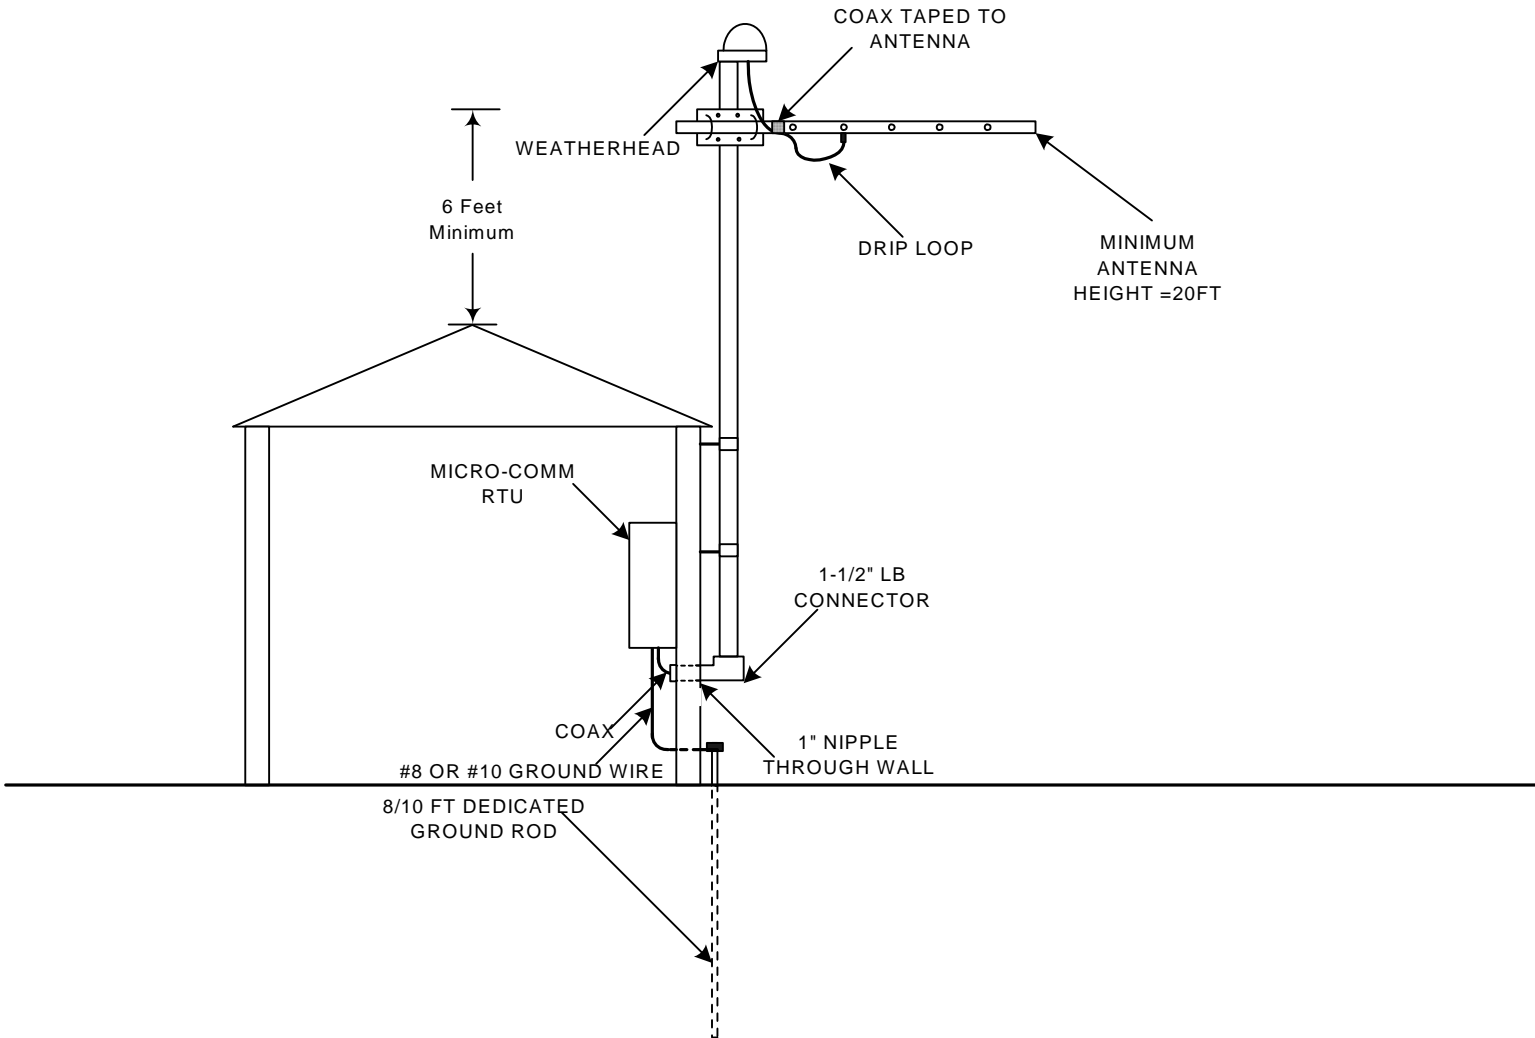 COAX TAPED TO
ANTENNA
WEATHERHEAD
6 Feet
Minimum
DRIP LOOP
MINIMUM
ANTENNA
HEIGHT =20FT
MICRO-COMM
RTU
1-1/2" LB
CONNECTOR
COAX
1" NIPPLE
THROUGH WALL
#8 OR #10 GROUND WIRE
8/10 FT DEDICATED
GROUND ROD